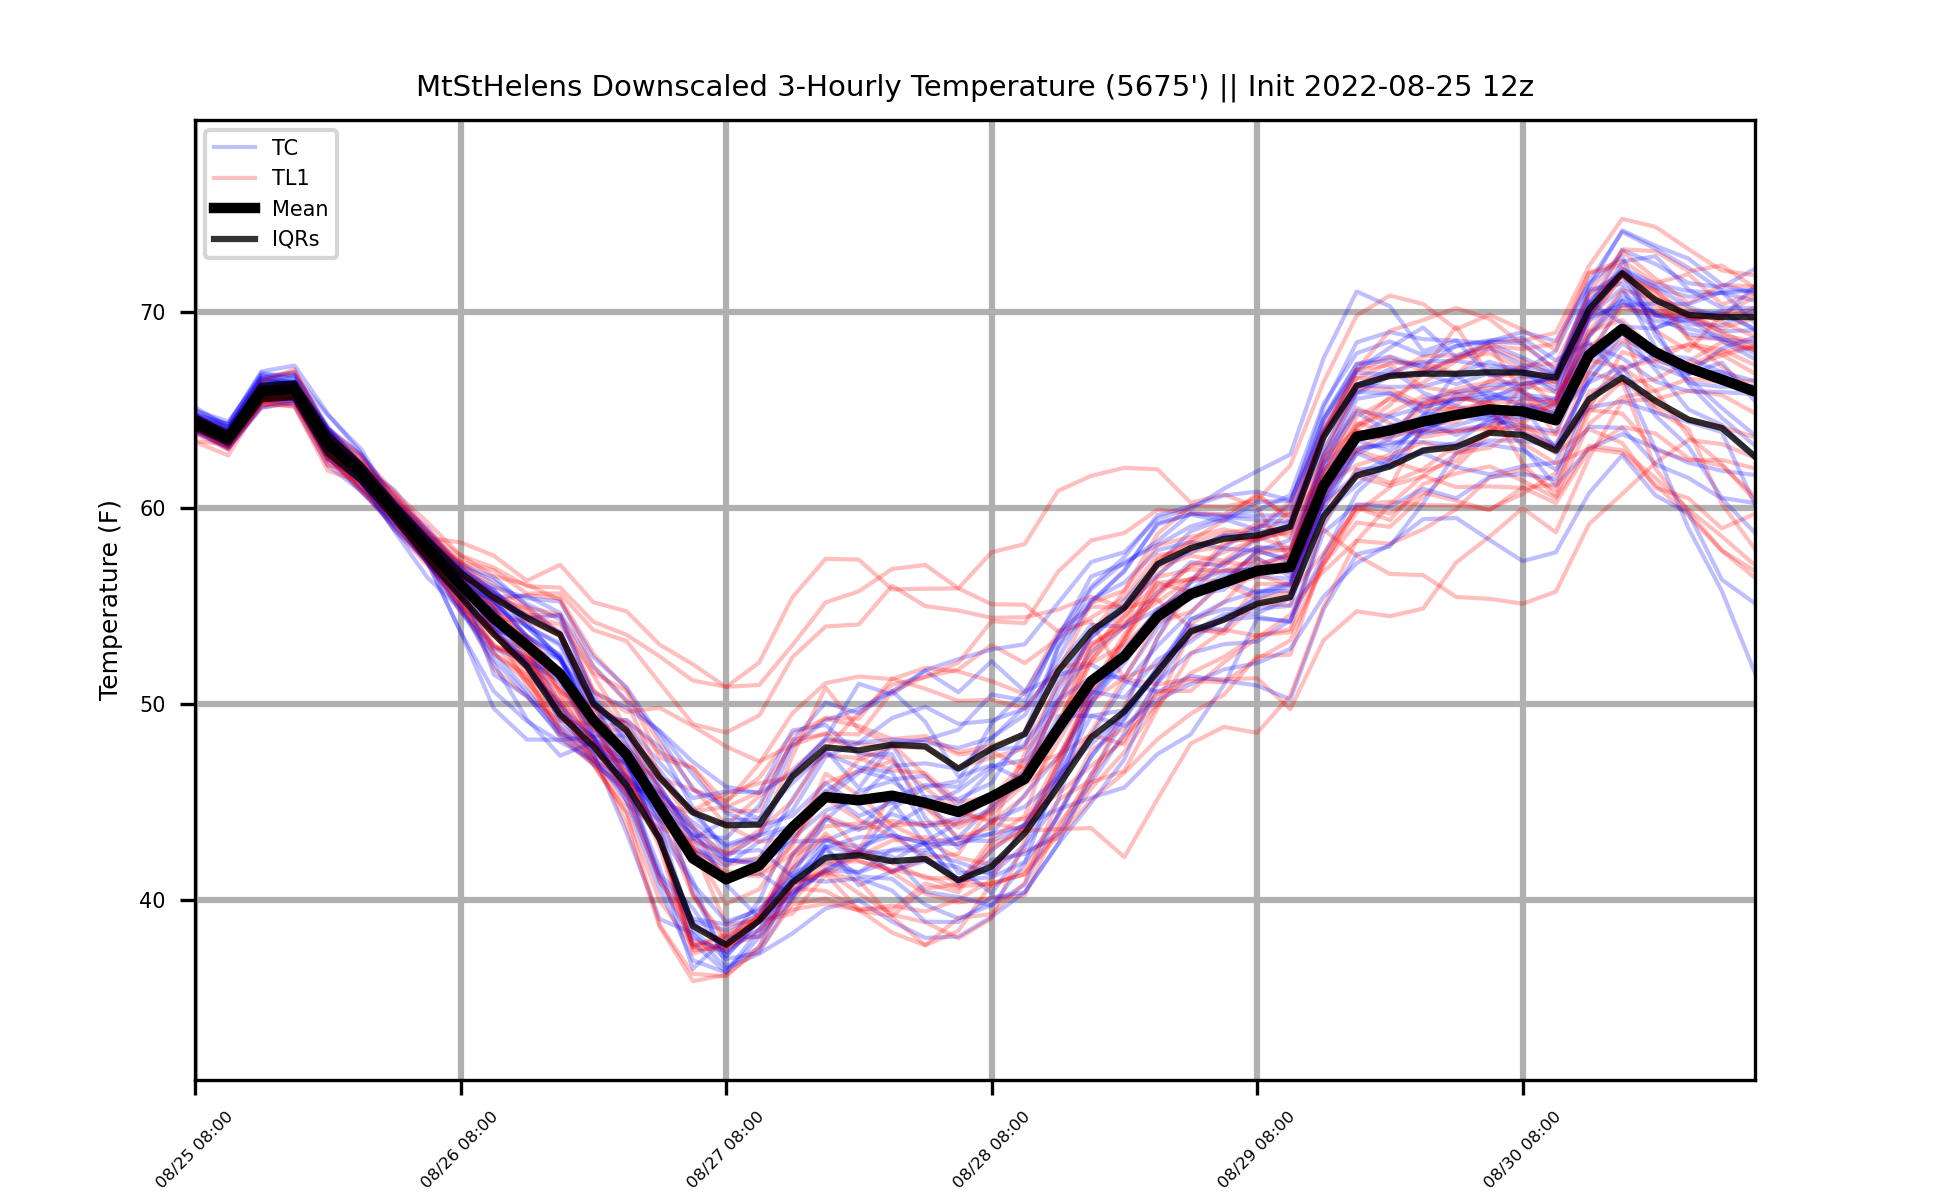 MtStHelens Downscaled 3-Hourly Temperature (5675') || Init 2022-08-25 12z
TC
TL1
Mean
IQRs
70
60
50
40
Temperature (F)
08/25 08:00
08/26 08:00
08/27 08:00
08/28 08:00
08/29 08:00
08/30 08:00